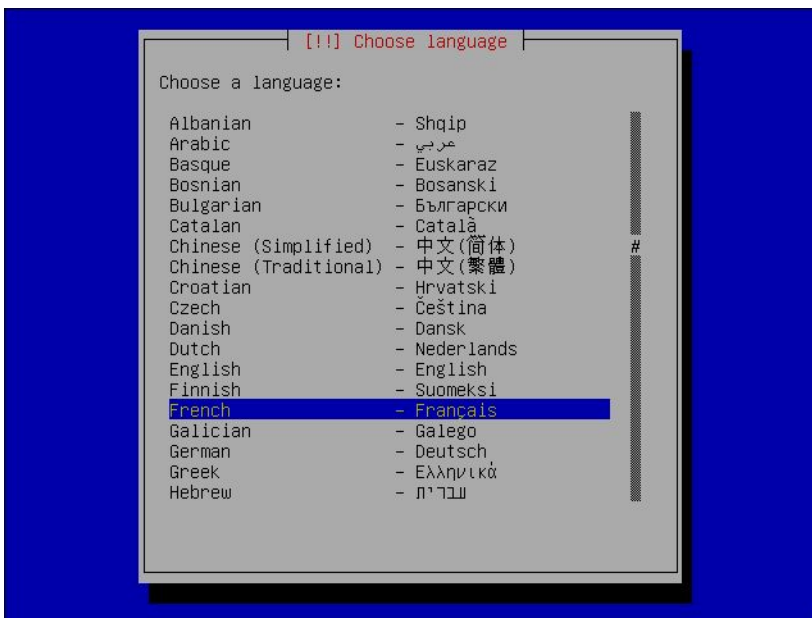 [!!] Choose language
Choose a language:
Albanian - Shqip
Arabic - عربي
Basque - Euskaraz
Bosnian - Bosanski
Bulgarian - Български
Catalan - Català
Chinese (Simplified) - 中文(简体)
Chinese (Traditional) - 中文(繁體)
Croatian - Hrvatski
Czech - Čeština
Danish - Dansk
Dutch - Nederlands
English - English
Finnish - Suomeksi
French - Français
Galician - Galego
German - Deutsch
Greek - Ελληνικά
Hebrew - עברית
#